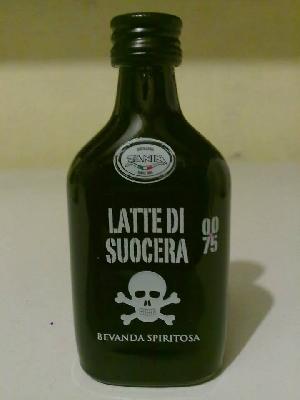 LATTE DI
SUOCERA
00
75
BEVANDA SPIRITOSA